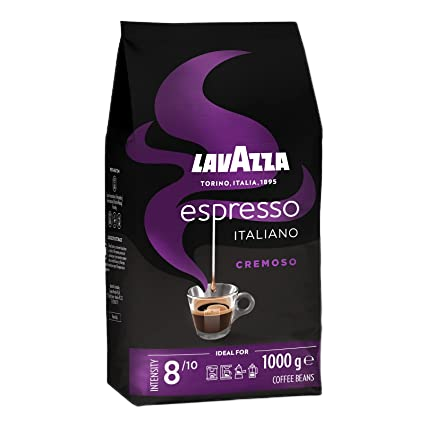 LAVAZZA
TORINO, ITALIA, 1895
espresso
ITALIANO
CREMOSO
INTENSITY
8/10
IDEAL FOR
1000 g ℮
COFFEE BEANS